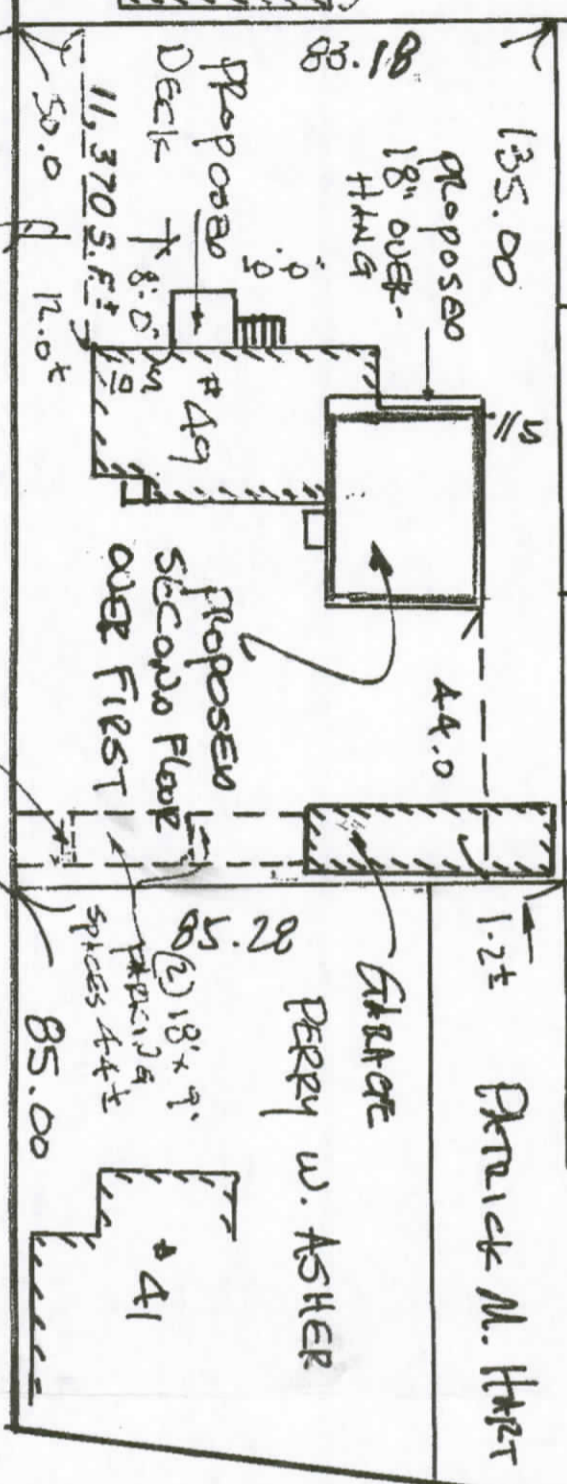 83.18
135.00
PROPOSED
18" OVER-
HANG
PROPOSED
DECK
11,370 S.F.±
50.0
8.0
12.0±
#49
115
PROPOSED
SECOND FLOOR
OVER FIRST
44.0
GARAGE
1.2±
PATRICK M. HART
85.28
(2) 18' x 9'
PARKING
SPACES 44±
PERRY W. ASHER
85.00
#41